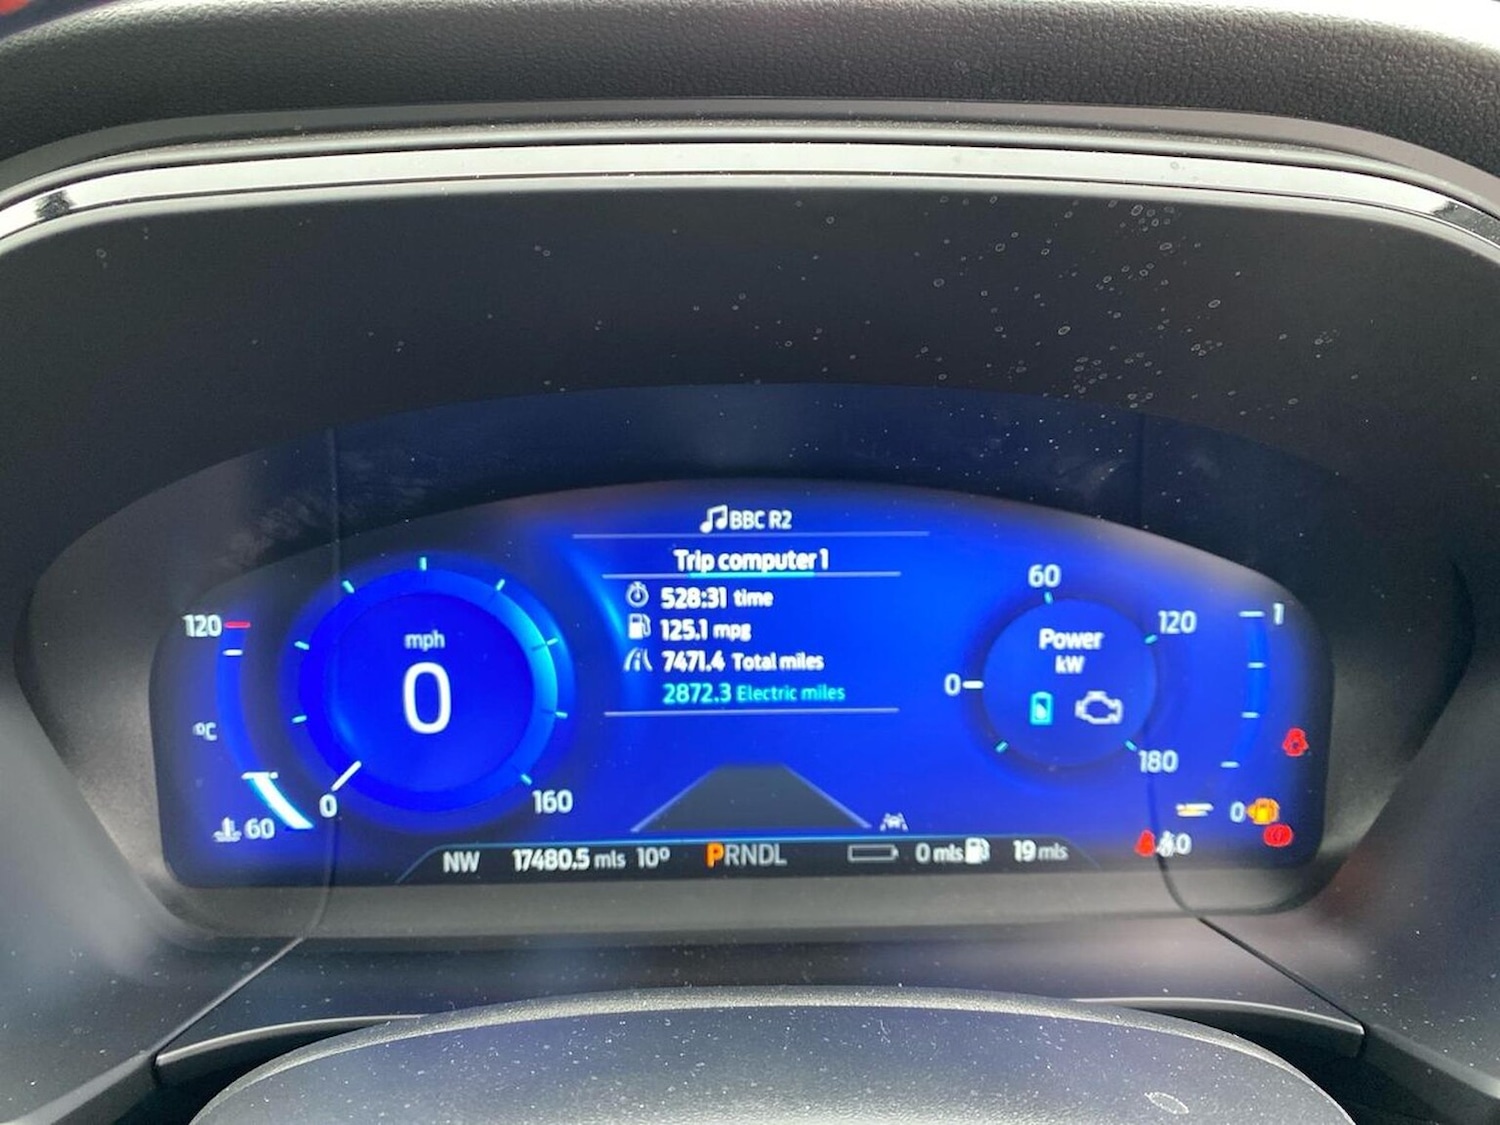 BBC R2
Trip computer 1
528:31 time
125.1 mpg
7471.4 Total miles
2872.3 Electric miles
120
°C
60
mph
0
0
160
60
120
Power
kW
0
180
1
0
0
NW 17480.5 mls 10° PRNDL 0 mls 19 mls